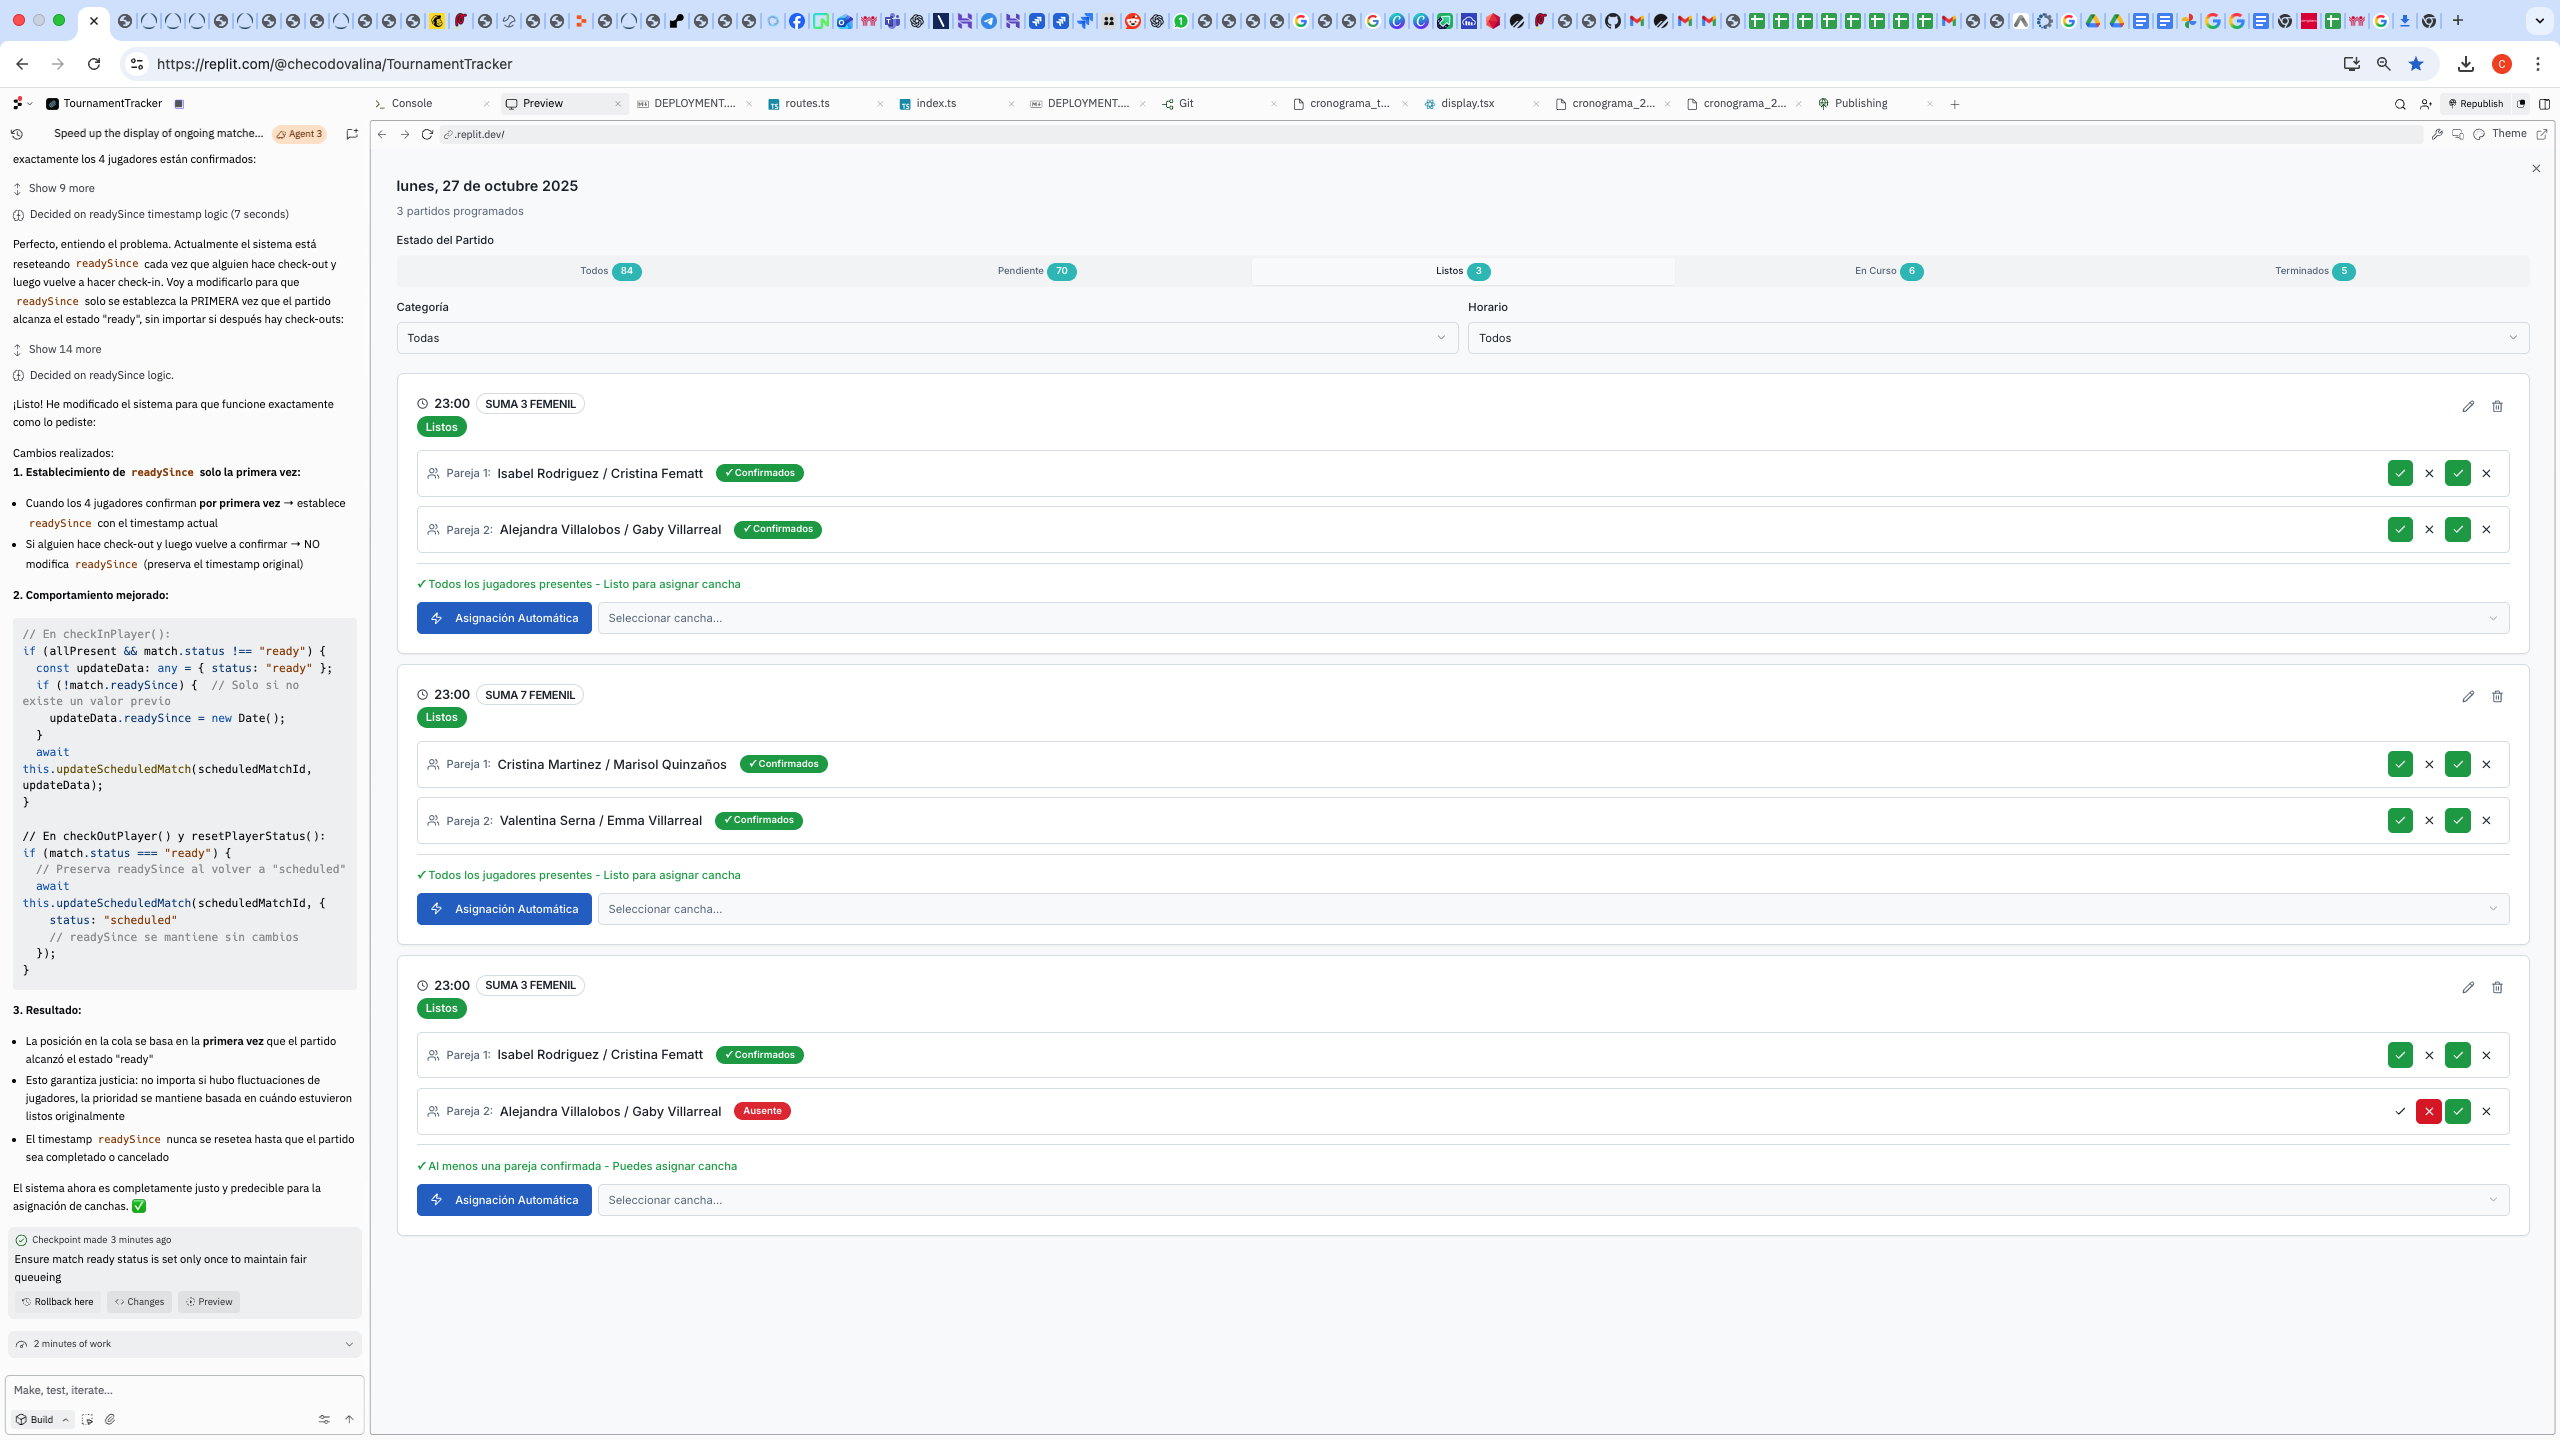 https://replit.com/@checodovalina/TournamentTracker
C
TournamentTracker
Console
Preview
DEPLOYMENT....
routes.ts
index.ts
DEPLOYMENT....
Git
cronograma_t...
display.tsx
cronograma_2...
cronograma_2...
Publishing
Republish
Speed up the display of ongoing matche...
Agent 3
.replit.dev/
Theme
exactamente los 4 jugadores están confirmados:
Show 9 more
Decided on readySince timestamp logic (7 seconds)
Perfecto, entiendo el problema. Actualmente el sistema está
reseteando readySince cada vez que alguien hace check-out y
luego vuelve a hacer check-in. Voy a modificarlo para que
readySince solo se establezca la PRIMERA vez que el partido
alcanza el estado "ready", sin importar si después hay check-outs:
Show 14 more
Decided on readySince logic.
¡Listo! He modificado el sistema para que funcione exactamente
como lo pediste:
Cambios realizados:
1. Establecimiento de readySince solo la primera vez:
• Cuando los 4 jugadores confirman por primera vez → establece
readySince con el timestamp actual
• Si alguien hace check-out y luego vuelve a confirmar → NO
modifica readySince (preserva el timestamp original)
2. Comportamiento mejorado:
// En checkInPlayer():
if (allPresent && match.status !== "ready") {
const updateData: any = { status: "ready" };
if (!match.readySince) { // Solo si no
existe un valor previo
updateData.readySince = new Date();
}
await
this.updateScheduledMatch(scheduledMatchId,
updateData);
}
// En checkOutPlayer() y resetPlayerStatus():
if (match.status === "ready") {
// Preserva readySince al volver a "scheduled"
await
this.updateScheduledMatch(scheduledMatchId, {
status: "scheduled"
// readySince se mantiene sin cambios
});
}
3. Resultado:
• La posición en la cola se basa en la primera vez que el partido
alcanzó el estado "ready"
• Esto garantiza justicia: no importa si hubo fluctuaciones de
jugadores, la prioridad se mantiene basada en cuándo estuvieron
listos originalmente
• El timestamp readySince nunca se resetea hasta que el partido
sea completado o cancelado
El sistema ahora es completamente justo y predecible para la
asignación de canchas. ✅
Checkpoint made 3 minutes ago
Ensure match ready status is set only once to maintain fair
queueing
Rollback here
Changes
Preview
2 minutes of work
Make, test, iterate...
Build
lunes, 27 de octubre 2025
3 partidos programados
Estado del Partido
Todos 84
Pendiente 70
Listos 3
En Curso 6
Terminados 5
Categoría
Horario
Todas
Todos
23:00 SUMA 3 FEMENIL
Listos
Pareja 1: Isabel Rodriguez / Cristina Fematt ✓ Confirmados
Pareja 2: Alejandra Villalobos / Gaby Villarreal ✓ Confirmados
✓ Todos los jugadores presentes - Listo para asignar cancha
Asignación Automática
Seleccionar cancha...
23:00 SUMA 7 FEMENIL
Listos
Pareja 1: Cristina Martinez / Marisol Quinzaños ✓ Confirmados
Pareja 2: Valentina Serna / Emma Villarreal ✓ Confirmados
✓ Todos los jugadores presentes - Listo para asignar cancha
Asignación Automática
Seleccionar cancha...
23:00 SUMA 3 FEMENIL
Listos
Pareja 1: Isabel Rodriguez / Cristina Fematt ✓ Confirmados
Pareja 2: Alejandra Villalobos / Gaby Villarreal Ausente
✓ Al menos una pareja confirmada - Puedes asignar cancha
Asignación Automática
Seleccionar cancha...